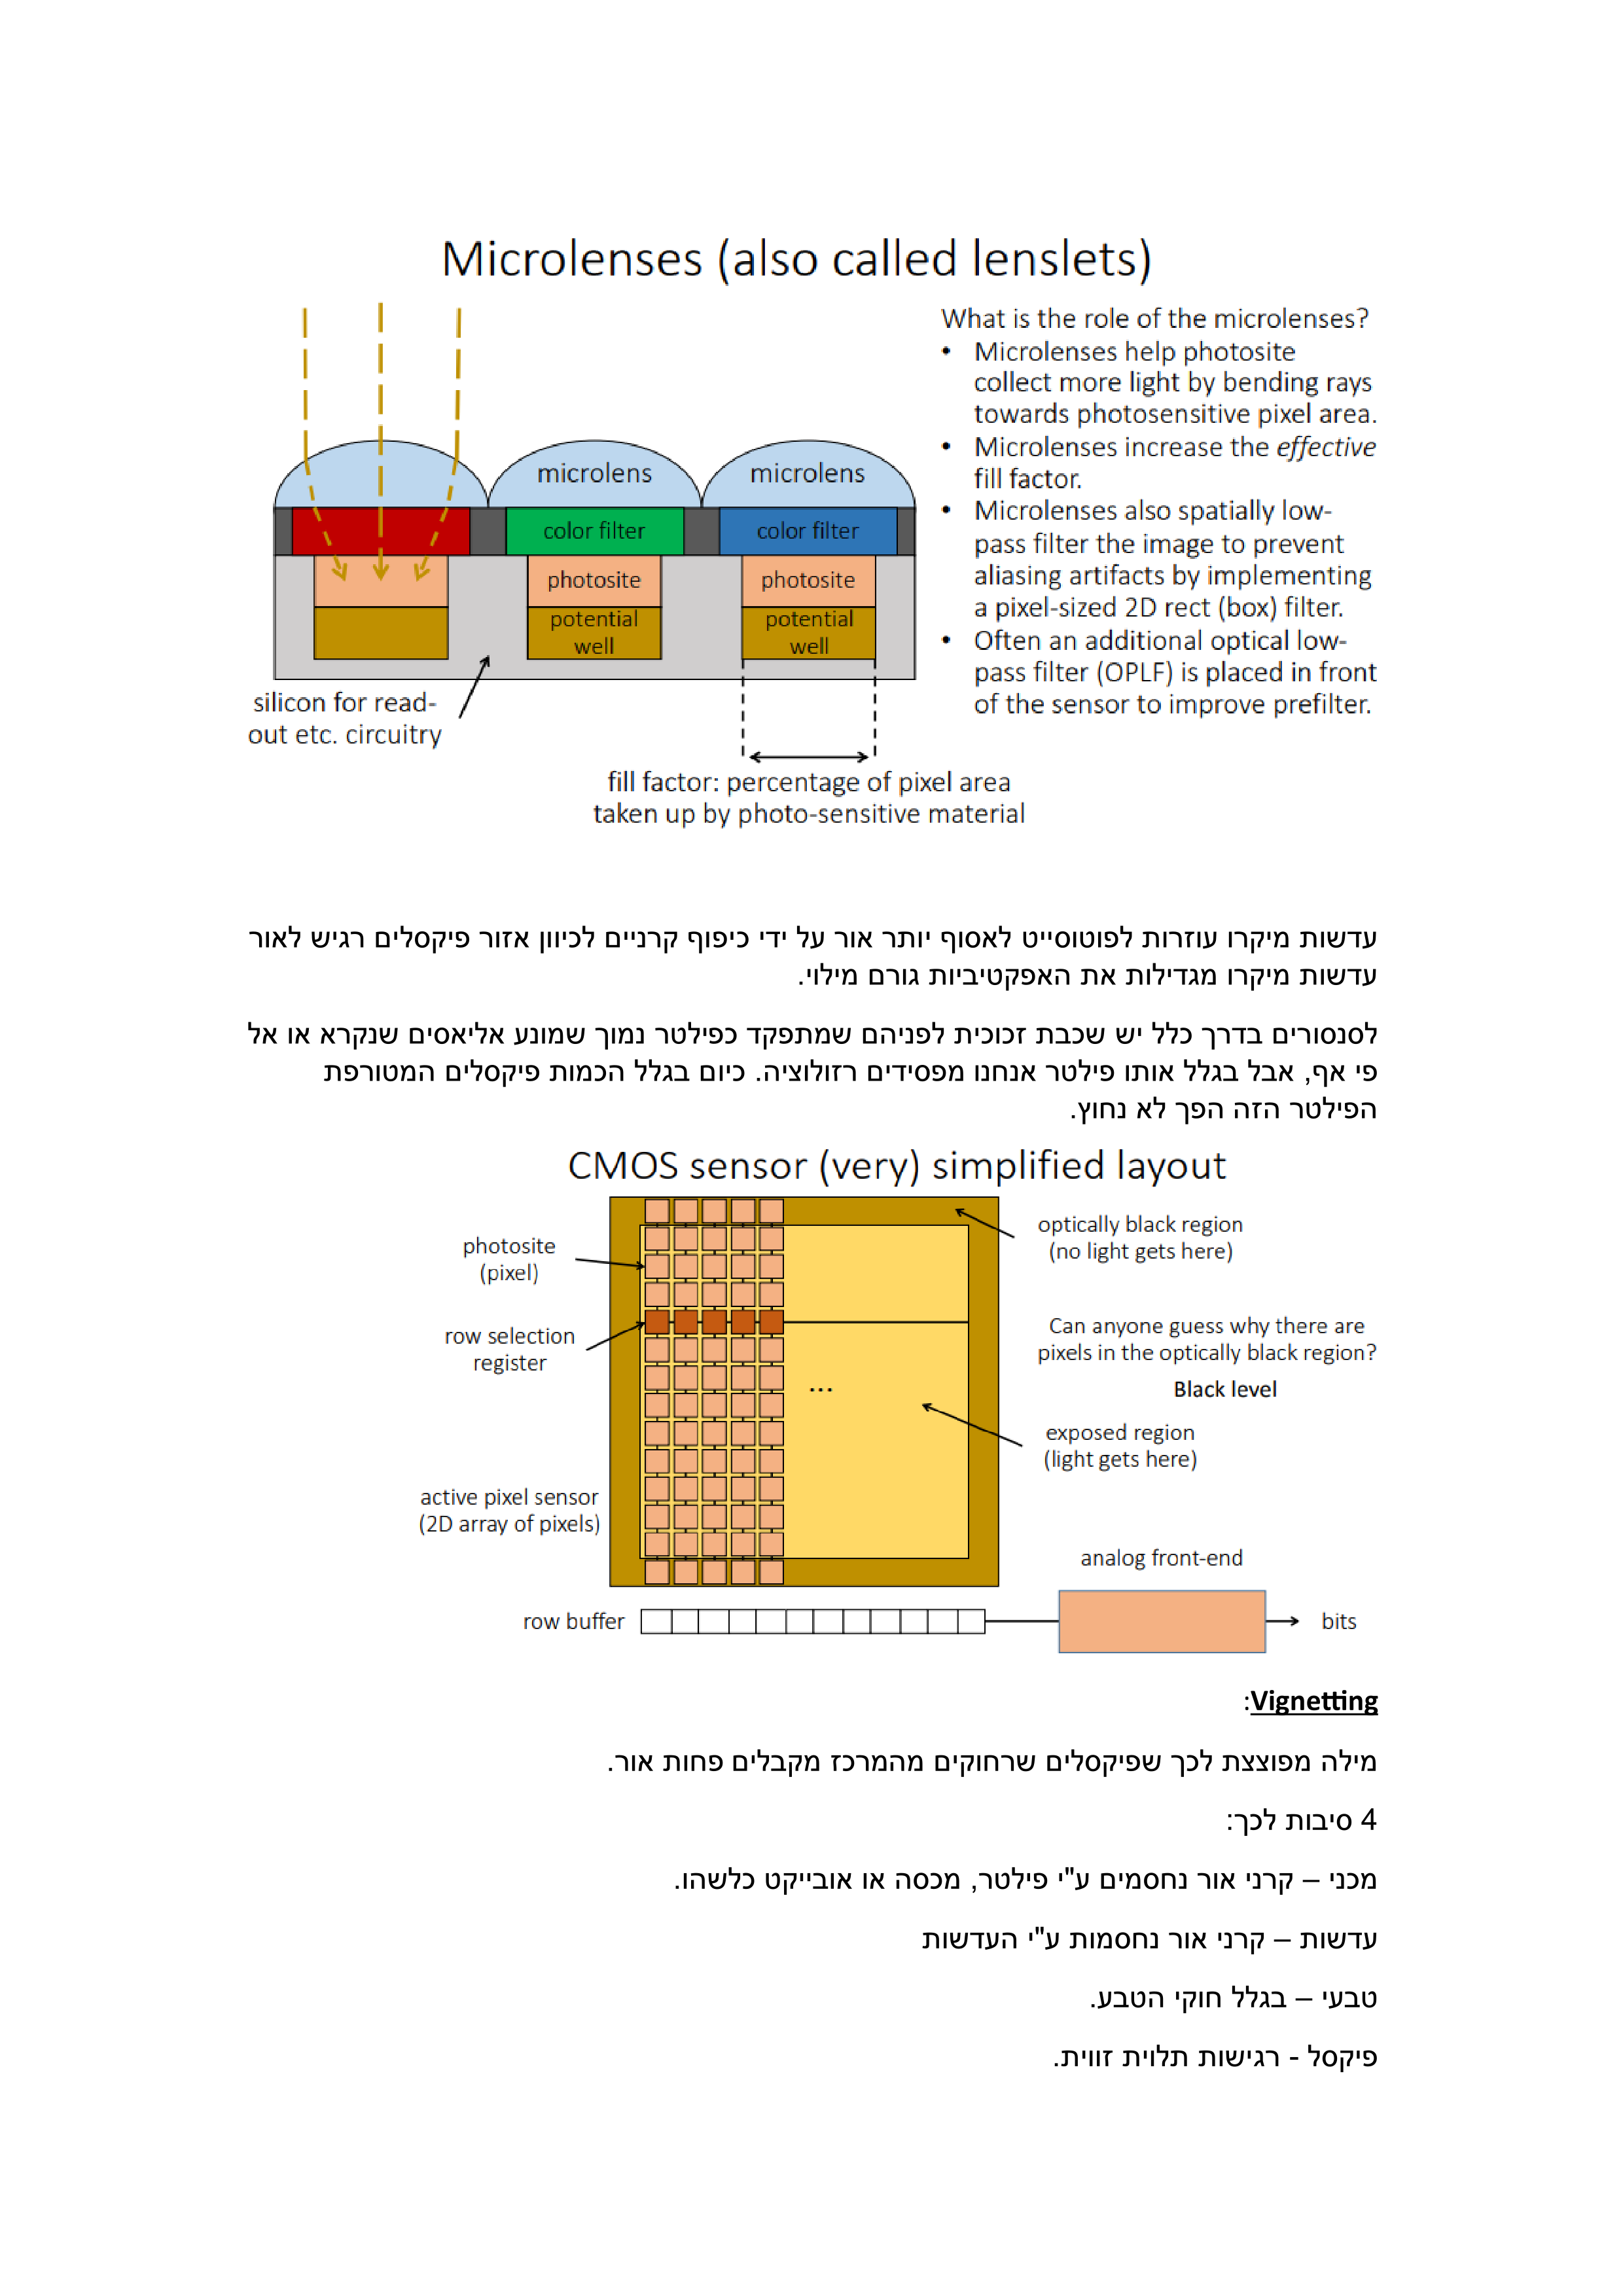 Microlenses (also called lenslets)
What is the role of the microlenses?
• Microlenses help photosite
collect more light by bending rays
towards photosensitive pixel area.
• Microlenses increase the effective
fill factor.
• Microlenses also spatially low-
pass filter the image to prevent
aliasing artifacts by implementing
a pixel-sized 2D rect (box) filter.
• Often an additional optical low-
pass filter (OPLF) is placed in front
of the sensor to improve prefilter.
microlens
microlens
color filter
color filter
photosite
photosite
potential
well
potential
well
silicon for read-
out etc. circuitry
fill factor: percentage of pixel area
taken up by photo-sensitive material
עדשות מיקרו עוזרות לפוטוסייט לאסוף יותר אור על ידי כיפוף קרניים לכיוון אזור פיקסלים רגיש לאור
עדשות מיקרו מגדילות את האפקטיביות גורם מילוי.
לסנסורים בדרך כלל יש שכבת זכוכית לפניהם שמתפקד כפילטר נמוך שמונע אליאסים שנקרא או אל
פי אף, אבל בגלל אותו פילטר אנחנו מפסידים רזולוציה. כיום בגלל הכמות פיקסלים המטורפת
הפילטר הזה הפך לא נחוץ.
CMOS sensor (very) simplified layout
photosite
(pixel)
row selection
register
active pixel sensor
(2D array of pixels)
...
optically black region
(no light gets here)
Can anyone guess why there are
pixels in the optically black region?
Black level
exposed region
(light gets here)
analog front-end
row buffer
bits
Vignetting:
מילה מפוצצת לכך שפיקסלים שרחוקים מהמרכז מקבלים פחות אור.
4 סיבות לכך:
מכני – קרני אור נחסמים ע"י פילטר, מכסה או אובייקט כלשהו.
עדשות – קרני אור נחסמות ע"י העדשות
טבעי – בגלל חוקי הטבע.
פיקסל - רגישות תלוית זווית.